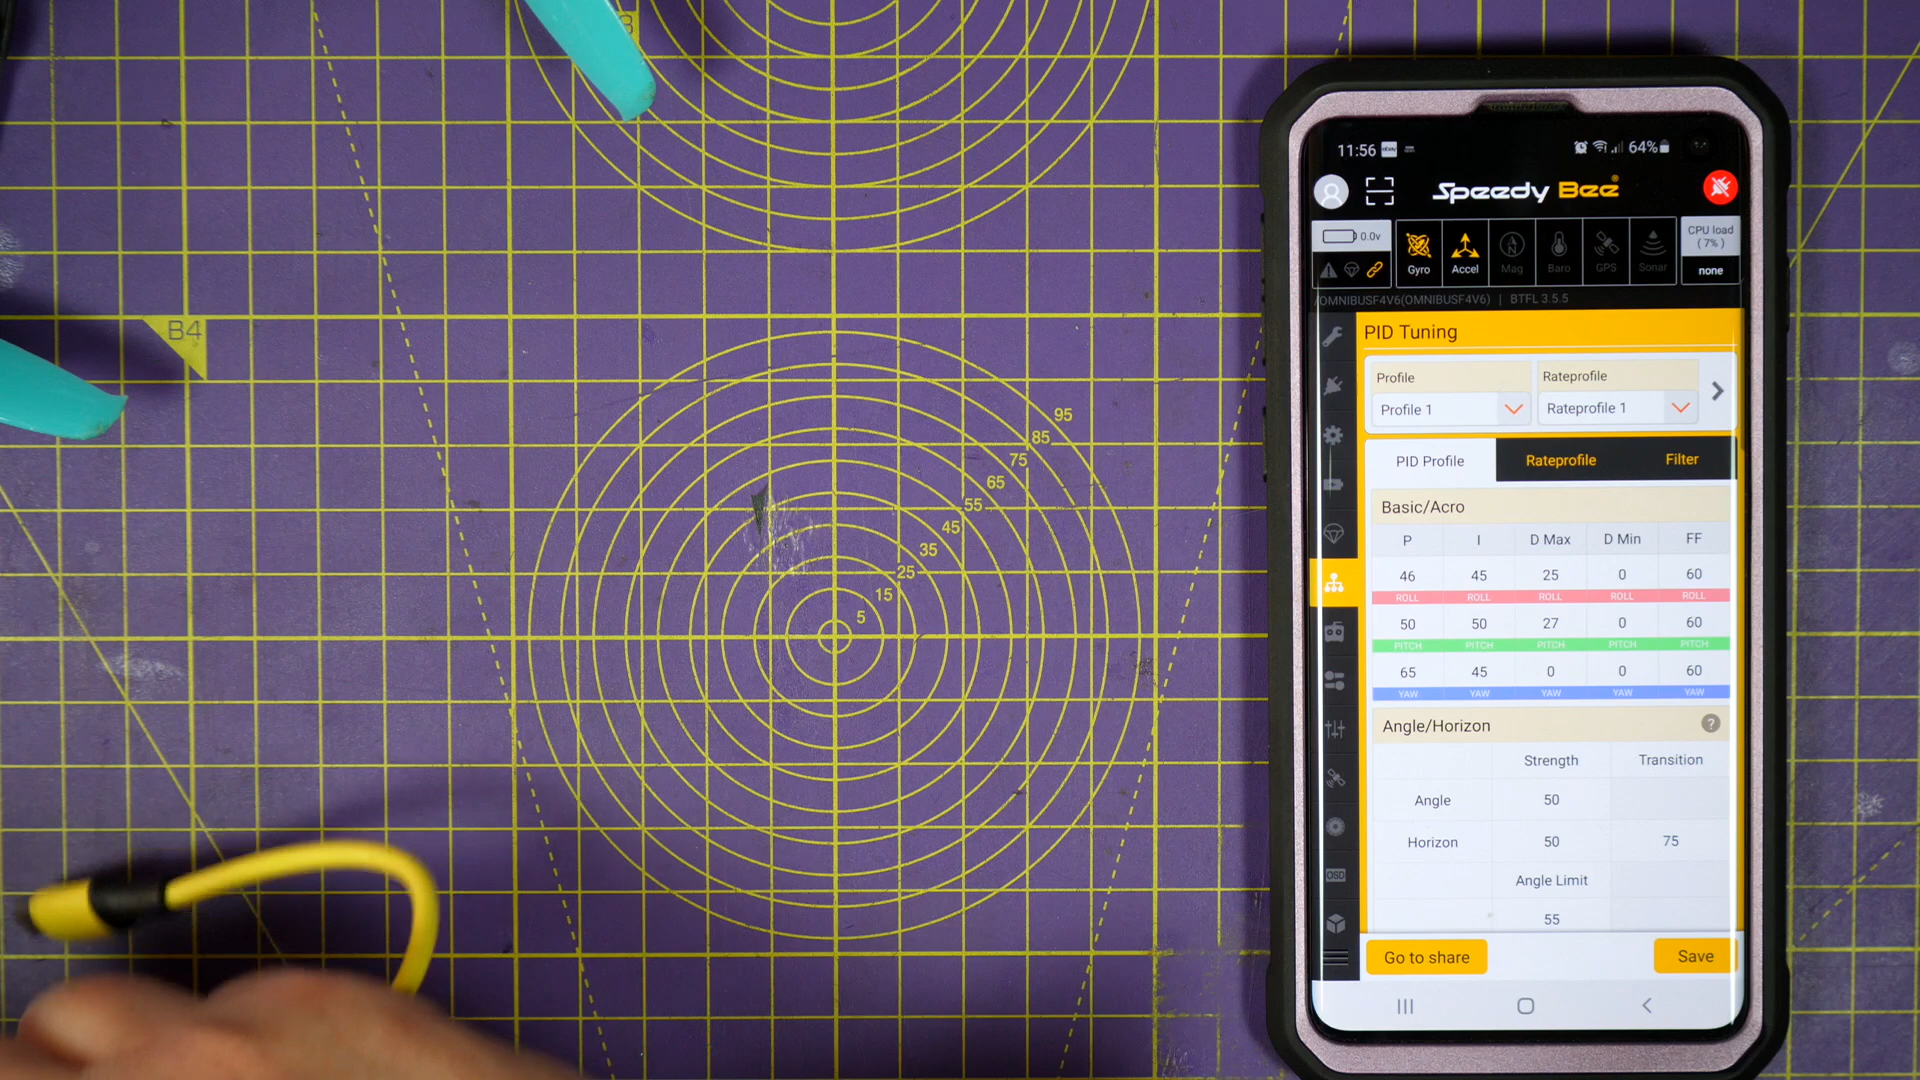 B4
95
85
75
65
55
45
35
25
15
5
11:56 64%
Speedy Bee
0.0v
Gyro Accel Mag Baro GPS Sonar
CPU load
(7%)
none
/OMNIBUSF4V6(OMNIBUSF4V6) | BTFL 3.5.5
PID Tuning
Profile Rateprofile
Profile 1 Rateprofile 1
PID Profile Rateprofile Filter
Basic/Acro
P I D Max D Min FF
46 45 25 0 60
ROLL ROLL ROLL ROLL ROLL
50 50 27 0 60
PITCH PITCH PITCH PITCH PITCH
65 45 0 0 60
YAW YAW YAW YAW YAW
Angle/Horizon ?
Strength Transition
Angle 50
Horizon 50 75
Angle Limit
55
OSD
Go to share Save